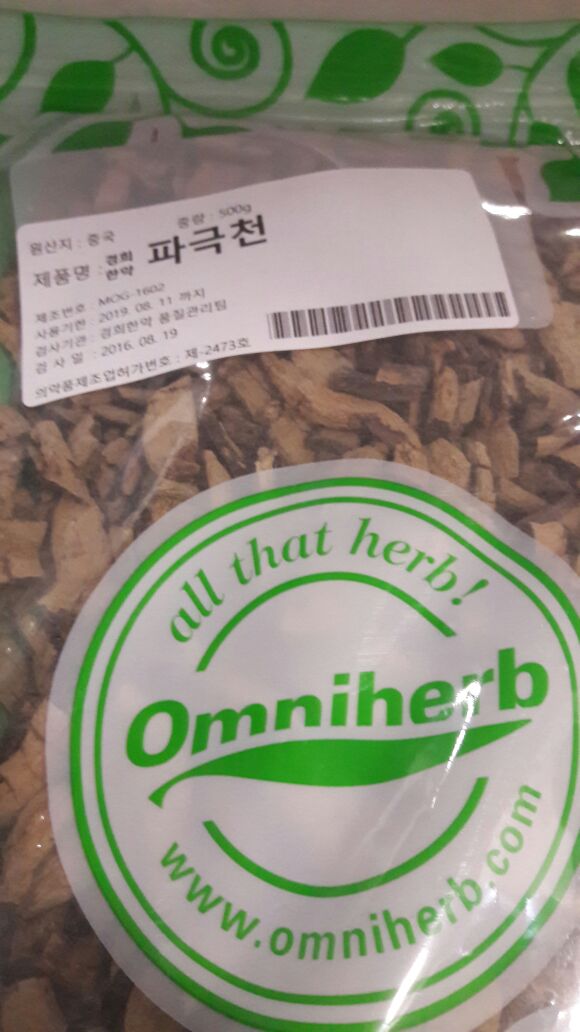 원산지 : 중국
중량 : 500g
제품명 : 경희 한약 파극천
제조번호 : MOG-1602
사용기한 : 2019. 08. 11 까지
검사기관 : 경희한약 품질관리팀
검 사 일 : 2016. 08. 19
의약품제조업허가번호 : 제-2473호
all that herb!
Omniherb
www.omniherb.com